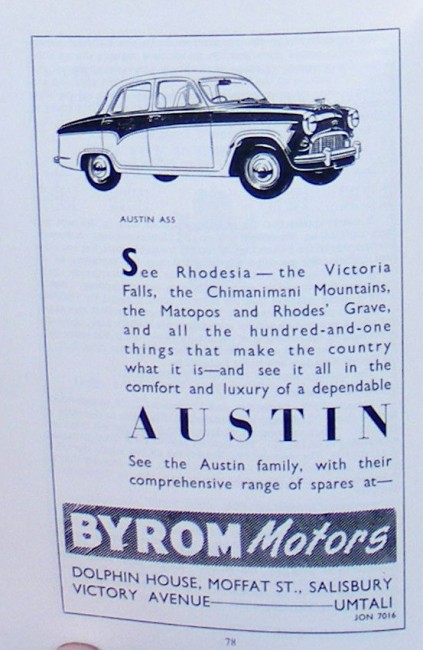 AUSTIN A55
See Rhodesia — the Victoria
Falls, the Chimanimani Mountains,
the Matopos and Rhodes' Grave,
and all the hundred-and-one
things that make the country
what it is—and see it all in the
comfort and luxury of a dependable
AUSTIN
See the Austin family, with their
comprehensive range of spares at—
BYROM Motors
DOLPHIN HOUSE, MOFFAT ST., SALISBURY
VICTORY AVENUE————UMTALI
JON 7016
78